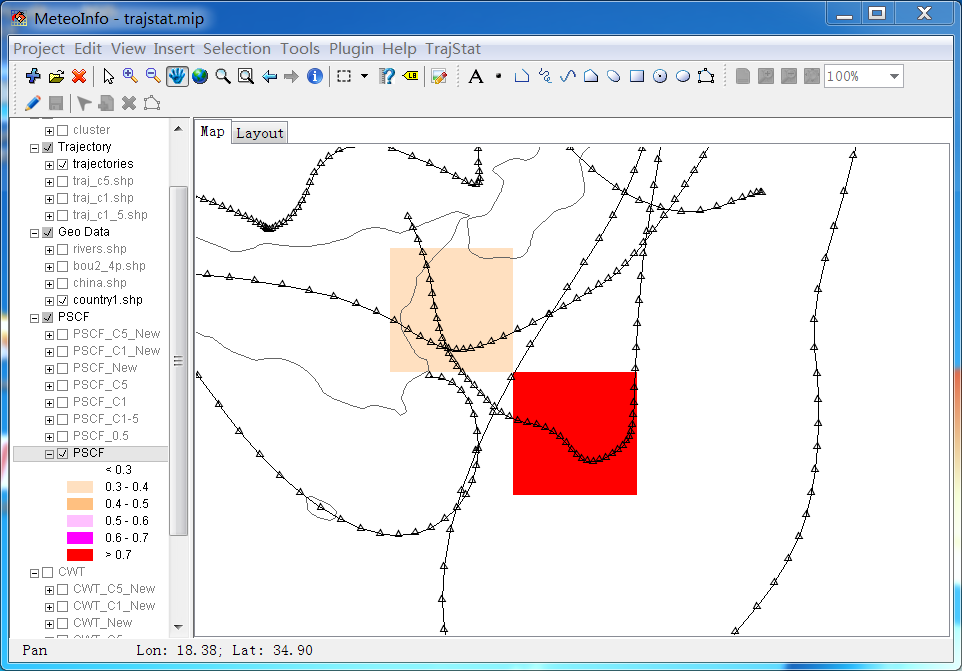 MeteoInfo - trajstat.mip
Project Edit View Insert Selection Tools Plugin Help TrajStat
LB A 100%
cluster
Trajectory
trajectories
traj_c5.shp
traj_c1.shp
traj_c1_5.shp
Geo Data
rivers.shp
bou2_4p.shp
china.shp
country1.shp
PSCF
PSCF_C5_New
PSCF_C1_New
PSCF_New
PSCF_C5
PSCF_C1
PSCF_C1-5
PSCF_0.5
PSCF
< 0.3
0.3 - 0.4
0.4 - 0.5
0.5 - 0.6
0.6 - 0.7
> 0.7
CWT
CWT_C5_New
CWT_C1_New
CWT_New
Map Layout
Pan Lon: 18.38; Lat: 34.90